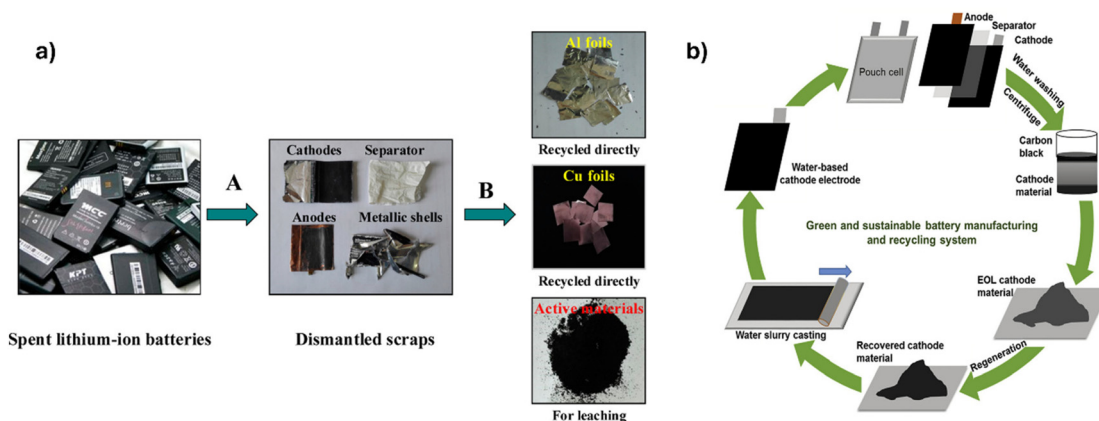 a)
Spent lithium-ion batteries
A
Cathodes
Separator
Anodes
Metallic shells
Dismantled scraps
B
Al foils
Recycled directly
Cu foils
Recycled directly
Active materials
For leaching
b)
Anode
Separator
Cathode
Pouch cell
Water washing
Centrifuge
Carbon
black
Cathode
material
EOL cathode
material
Regeneration
Recovered cathode
material
Water slurry casting
Water-based
cathode electrode
Green and sustainable battery manufacturing
and recycling system